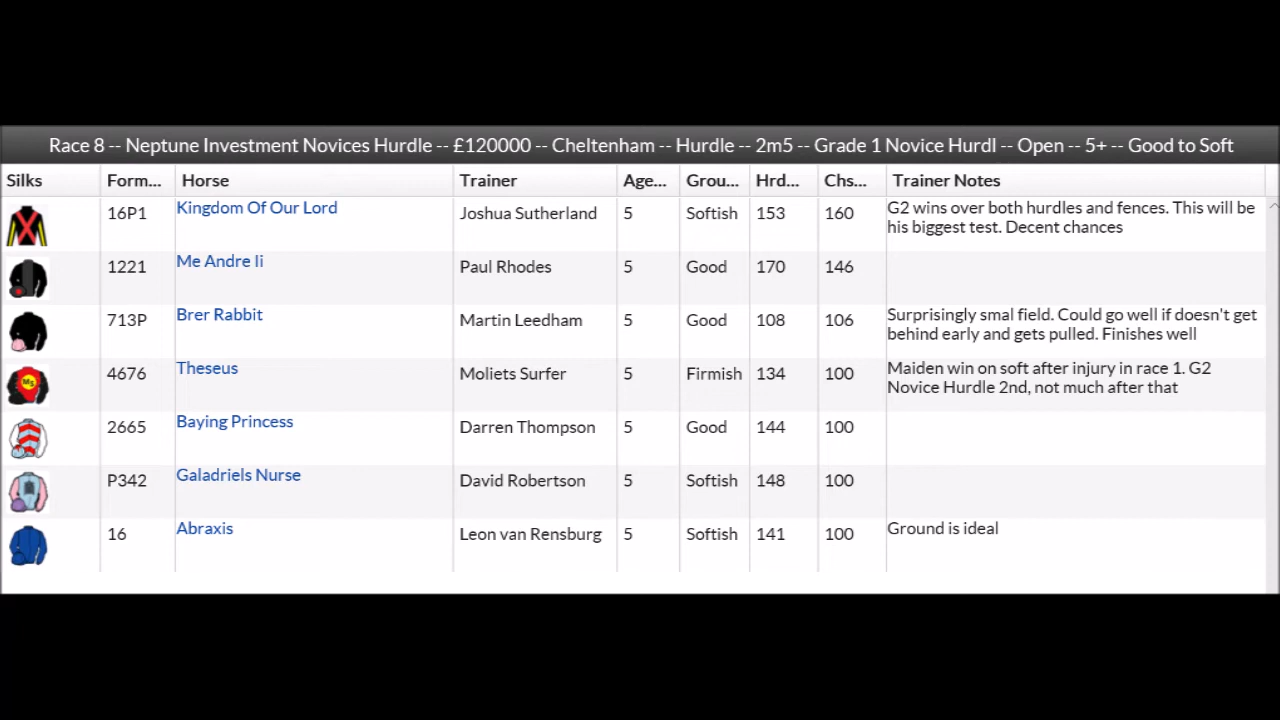 Race 8 -- Neptune Investment Novices Hurdle -- £120000 -- Cheltenham -- Hurdle -- 2m5 -- Grade 1 Novice Hurdl -- Open -- 5+ -- Good to Soft
Silks Form... Horse Trainer Age... Grou... Hrd... Chs... Trainer Notes
16P1 Kingdom Of Our Lord Joshua Sutherland 5 Softish 153 160 G2 wins over both hurdles and fences. This will be
his biggest test. Decent chances
1221 Me Andre Ii Paul Rhodes 5 Good 170 146
713P Brer Rabbit Martin Leedham 5 Good 108 106 Surprisingly smal field. Could go well if doesn't get
behind early and gets pulled. Finishes well
MS 4676 Theseus Moliets Surfer 5 Firmish 134 100 Maiden win on soft after injury in race 1. G2
Novice Hurdle 2nd, not much after that
2665 Baying Princess Darren Thompson 5 Good 144 100
P342 Galadriels Nurse David Robertson 5 Softish 148 100
16 Abraxis Leon van Rensburg 5 Softish 141 100 Ground is ideal